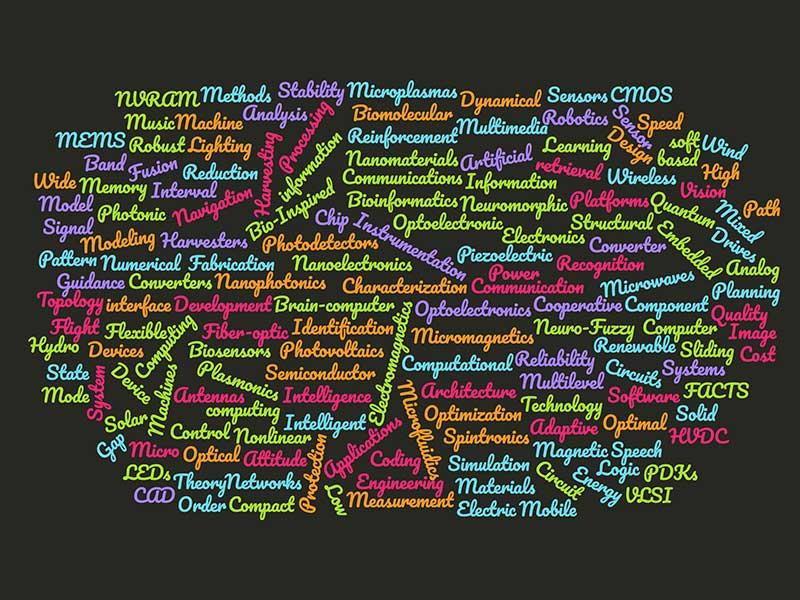 NVRAM Methods Stability Microplasmas Dynamical Sensors CMOS
Music Machine Analysis Processing Biomolecular Multimedia Robotics Sensor Speed
MEMS Robust Lighting Harvesting information Reinforcement Learning Design soft Wind
Band Fusion Reduction Nanomaterials Artificial retrieval based High
Wide Memory Interval Communications Information Wireless Vision
Model Photonic Navigation Bio-Inspired Bioinformatics Neuromorphic Platforms Quantum Mixed Path
Signal Chip Instrumentation Optoelectronic Structural Embedded Drives
Modeling Harvesters Photodetectors Electronics Converter
Pattern Numerical Fabrication Nanoelectronics Piezoelectric Recognition Analog
Guidance Converters Nanophotonics Characterization Power Communication Microwaves Planning
Topology interface Development Brain-computer Electromagnetics Optoelectronics Cooperative Component Quality
Flight Flexible Computing Fiber-optic Identification Micromagnetics Neuro-Fuzzy Computer Image
Hydro Devices Biosensors Photovoltaics Renewable Sliding Cost
State System Device Machines Plasmonics Semiconductor Computational Reliability Circuits Systems
Mode Antennas Intelligence Microfluidics Architecture Multilevel Software FACTS
Solar computing Intelligent Optimization Technology Optimal Solid
Gap Control Nonlinear Protection Applications Spintronics Adaptive HVDC
Micro Optical Attitude Coding Simulation Magnetic Speech
LEDs Theory Networks Engineering Materials Circuit Energy Logic PDKs
CAD Order Compact Low Measurement Electric Mobile VLSI